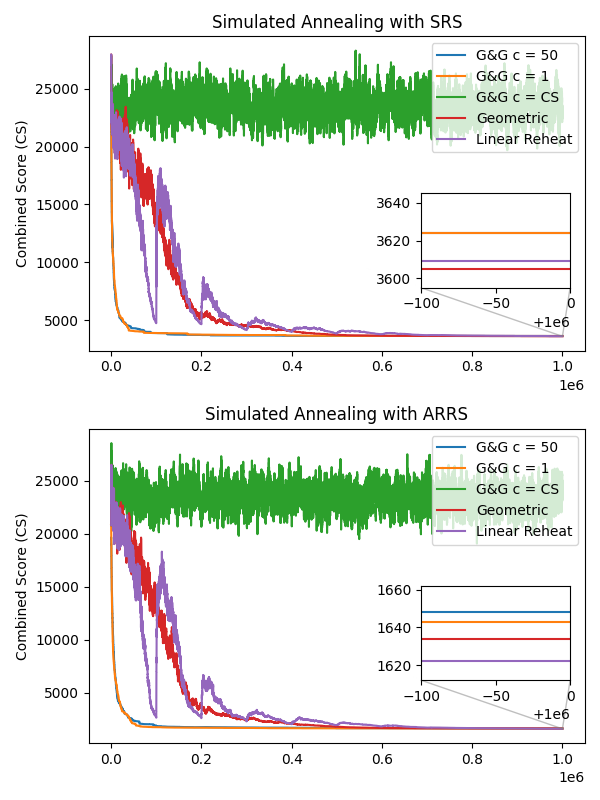 Simulated Annealing with SRS
Combined Score (CS)
25000
20000
15000
10000
5000
G&G c = 50
G&G c = 1
G&G c = CS
Geometric
Linear Reheat
3640
3620
3600
−100
−50
0
+1e6
0.0
0.2
0.4
0.6
0.8
1.0
1e6
Simulated Annealing with ARRS
Combined Score (CS)
25000
20000
15000
10000
5000
G&G c = 50
G&G c = 1
G&G c = CS
Geometric
Linear Reheat
1660
1640
1620
−100
−50
0
+1e6
0.0
0.2
0.4
0.6
0.8
1.0
1e6